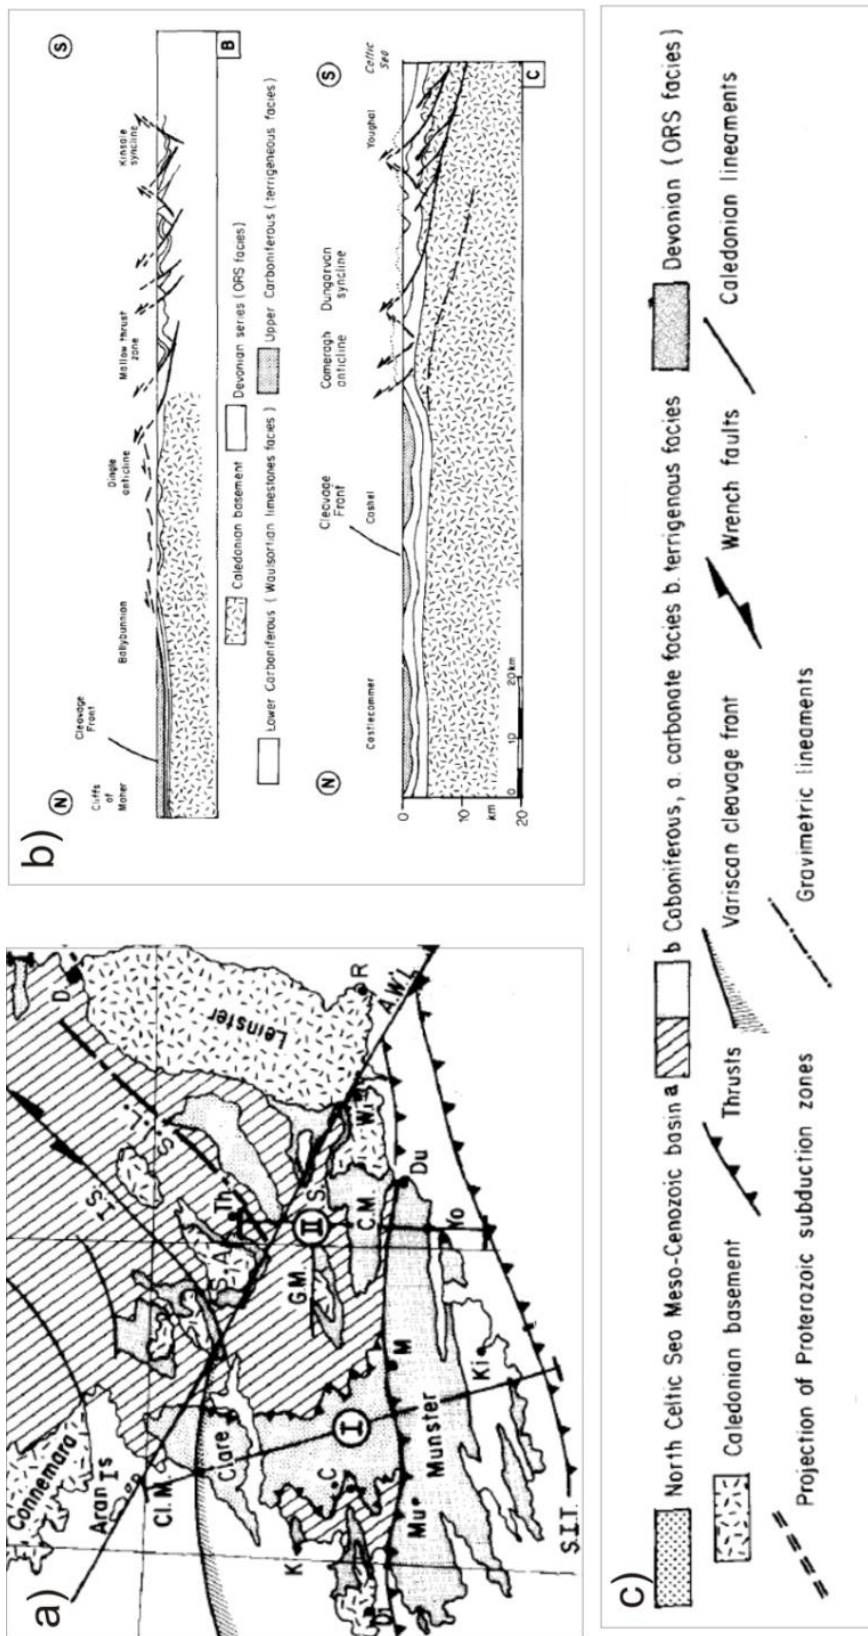 a)
Connemara
Aran Is
Cl. M.
I.S.
D.
S.L.
Leinster
Clare
S.A.
Th.
I
II
G.M.
S.
C.M.
Wi
R
A.W.L.
K
C
Di
Mu
Munster
M
Du
Yo
Ki
S.I.T.
b)
N
S
Cliffs
of
Moher
Cleavage
Front
Ballybunnion
Dingle
anticline
Mallow thrust
zone
Kinsale
syncline
B
Caledonian basement
Devonian series (ORS facies)
Lower Carboniferous (Waulsortian limestones facies)
Upper Carboniferous (terrigeneous facies)
N
S
Castlecommer
Cleavage
Front
Cashel
Comeragh
anticline
Dungarvan
syncline
Youghal
Celtic
Sea
0
10
km
20
0
10
20 km
C
c)
North Celtic Sea Meso-Cenozoic basin
a
b
Caboniferous, a. carbonate facies b. terrigenous facies
Devonian (ORS facies)
Caledonian basement
Thrusts
Variscan cleavage front
Wrench faults
Caledonian lineaments
Projection of Proterozoic subduction zones
Gravimetric lineaments